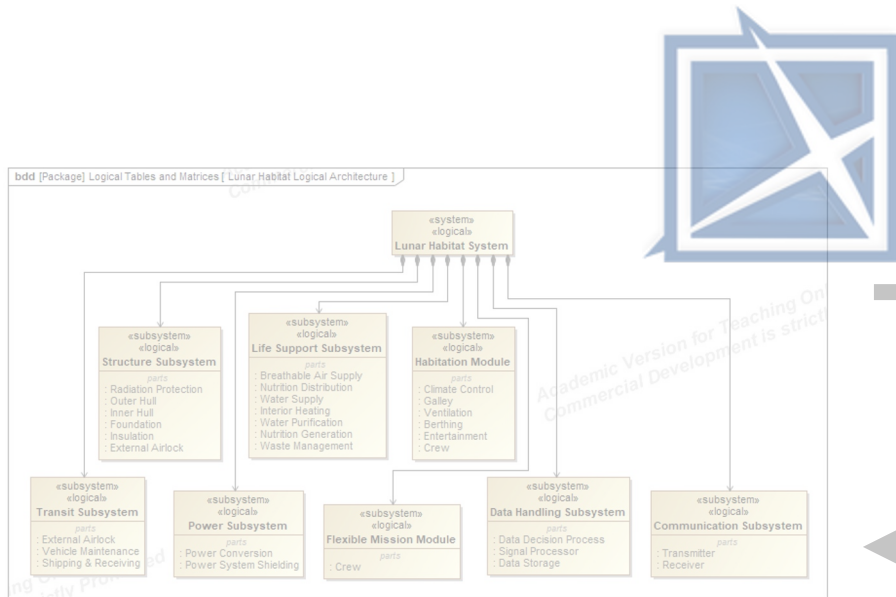 bdd [Package] Logical Tables and Matrices [ Lunar Habitat Logical Architecture ]
«system»
«logical»
Lunar Habitat System
«subsystem»
«logical»
Structure Subsystem
parts
: Radiation Protection
: Outer Hull
: Inner Hull
: Foundation
: Insulation
: External Airlock
«subsystem»
«logical»
Life Support Subsystem
parts
: Breathable Air Supply
: Nutrition Distribution
: Water Supply
: Interior Heating
: Water Purification
: Nutrition Generation
: Waste Management
«subsystem»
«logical»
Habitation Module
parts
: Climate Control
: Galley
: Ventilation
: Berthing
: Entertainment
: Crew
Academic Version for Teaching Onl
Commercial Development is strictl
«subsystem»
«logical»
Transit Subsystem
parts
: External Airlock
: Vehicle Maintenance
: Shipping & Receiving
«subsystem»
«logical»
Power Subsystem
parts
: Power Conversion
: Power System Shielding
«subsystem»
«logical»
Flexible Mission Module
parts
: Crew
«subsystem»
«logical»
Data Handling Subsystem
parts
: Data Decision Process
: Signal Processor
: Data Storage
«subsystem»
«logical»
Communication Subsystem
parts
: Transmitter
: Receiver